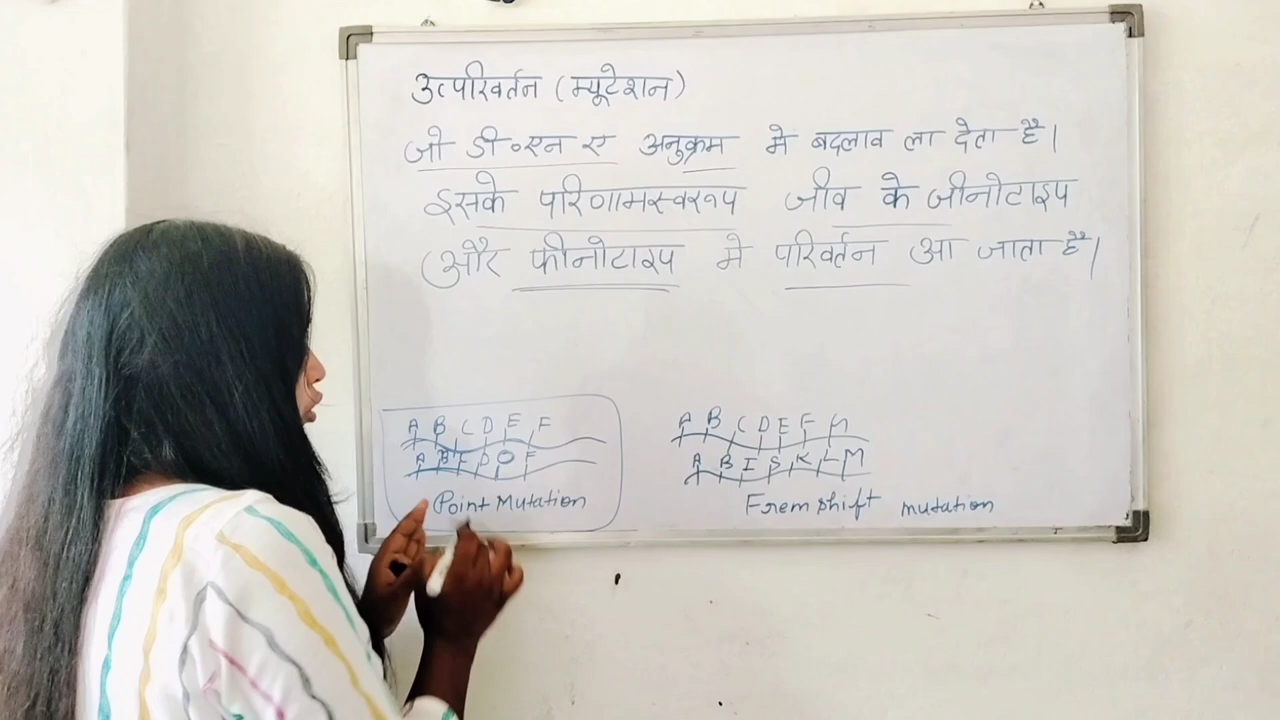 उत्परिवर्तन (म्यूटेशन)
जो डी॰एन ए अनुक्रम मे बदलाव ला देता है।
इसके परिणामस्वरूप जीव के जीनोटाइप
(और फीनोटाइप मे परिवर्तन आ जाता है।
A B C D E F
A B C D O F
Point Mutation
A B C D E F
A B I S K L M
Fremshift mutation